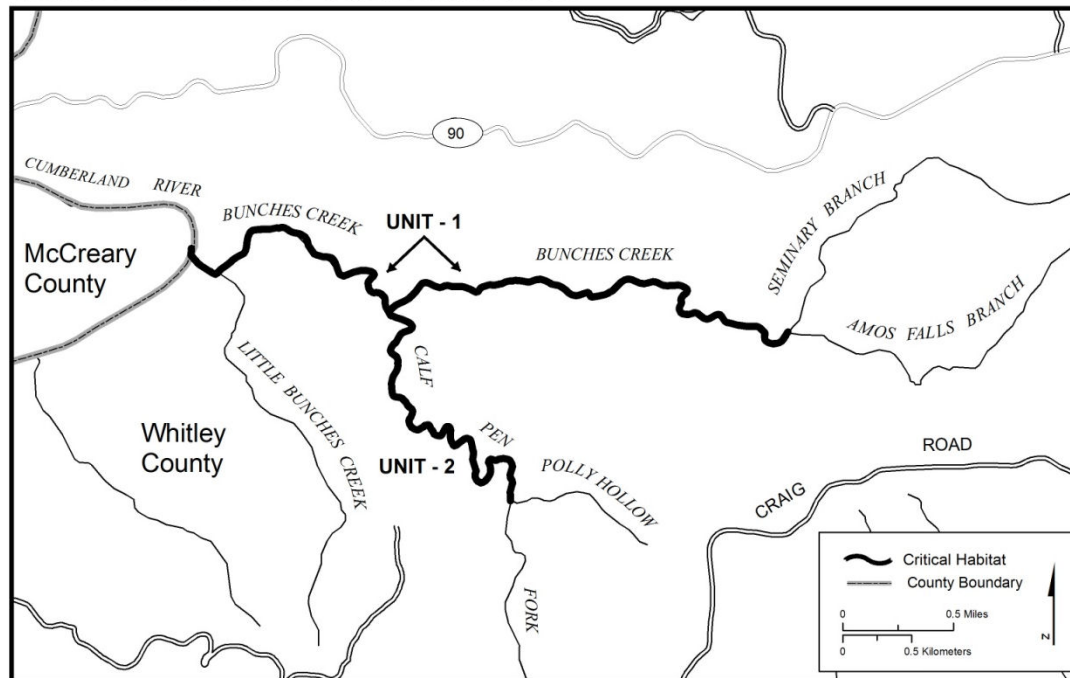 90
CUMBERLAND RIVER
BUNCHES CREEK
UNIT - 1
BUNCHES CREEK
SEMINARY BRANCH
McCreary
County
AMOS FALLS BRANCH
CALF
LITTLE BUNCHES CREEK
Whitley
County
PEN
UNIT - 2
POLLY HOLLOW
ROAD
CRAIG
FORK
Critical Habitat
County Boundary
0 0.5 Miles
0 0.5 Kilometers
N